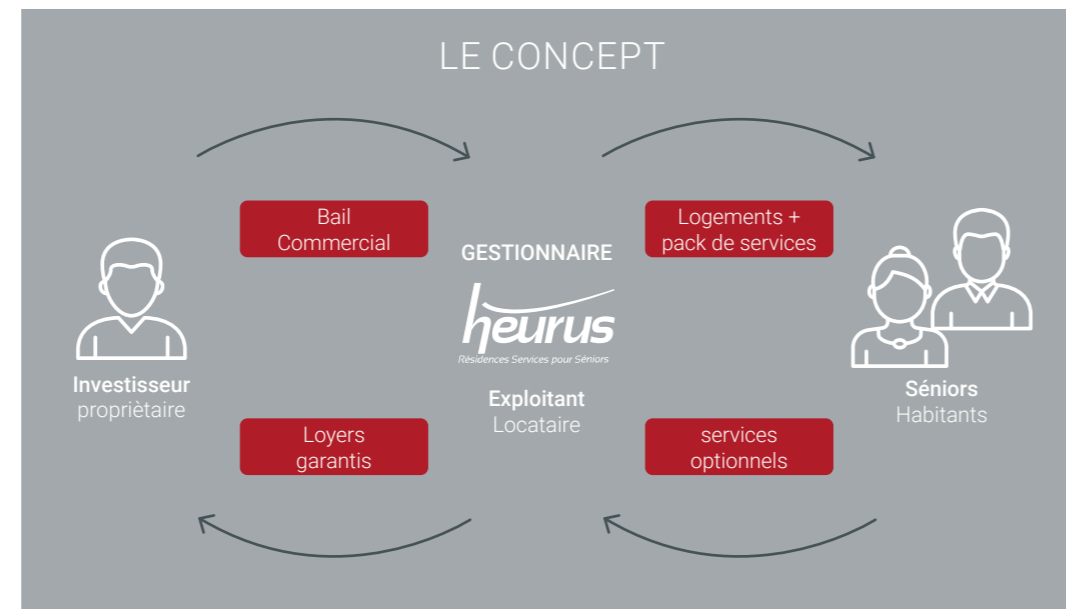 LE CONCEPT
Bail
Commercial
Logements +
pack de services
GESTIONNAIRE
heurus
Résidences Services pour Séniors
Investisseur
propriètaire
Exploitant
Locataire
Séniors
Habitants
Loyers
garantis
services
optionnels